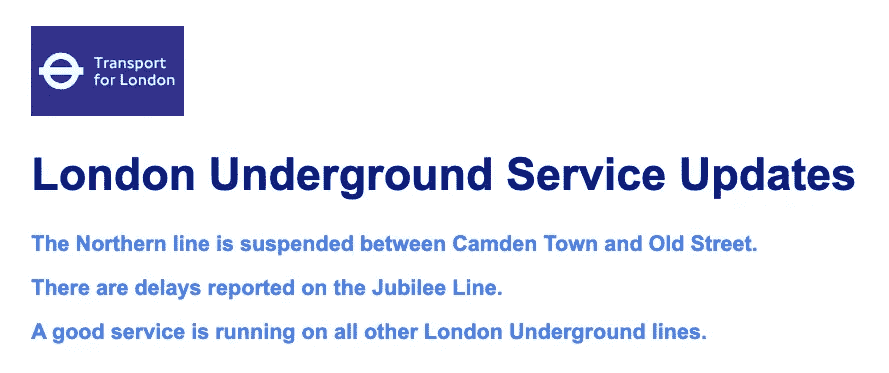 Transport
for London
London Underground Service Updates
The Northern line is suspended between Camden Town and Old Street.
There are delays reported on the Jubilee Line.
A good service is running on all other London Underground lines.